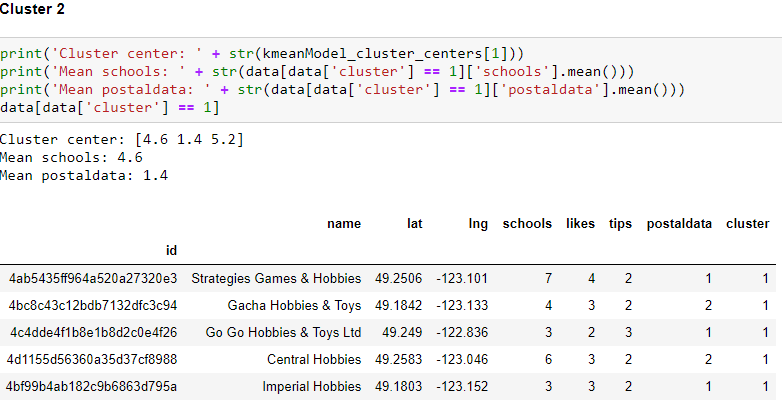 Cluster 2
print('Cluster center: ' + str(kmeanModel_cluster_centers[1]))
print('Mean schools: ' + str(data[data['cluster'] == 1]['schools'].mean()))
print('Mean postaldata: ' + str(data[data['cluster'] == 1]['postaldata'].mean()))
data[data['cluster'] == 1]
Cluster center: [4.6 1.4 5.2]
Mean schools: 4.6
Mean postaldata: 1.4
name lat lng schools likes tips postaldata cluster
id
4ab5435ff964a520a27320e3 Strategies Games & Hobbies 49.2506 -123.101 7 4 2 1 1
4bc8c43c12bdb7132dfc3c94 Gacha Hobbies & Toys 49.1842 -123.133 4 3 2 2 1
4c4dde4f1b8e1b8d2c0e4f26 Go Go Hobbies & Toys Ltd 49.249 -122.836 3 2 3 1 1
4d1155d56360a35d37cf8988 Central Hobbies 49.2583 -123.046 6 3 2 2 1
4bf99b4ab182c9b6863d795a Imperial Hobbies 49.1803 -123.152 3 3 2 1 1